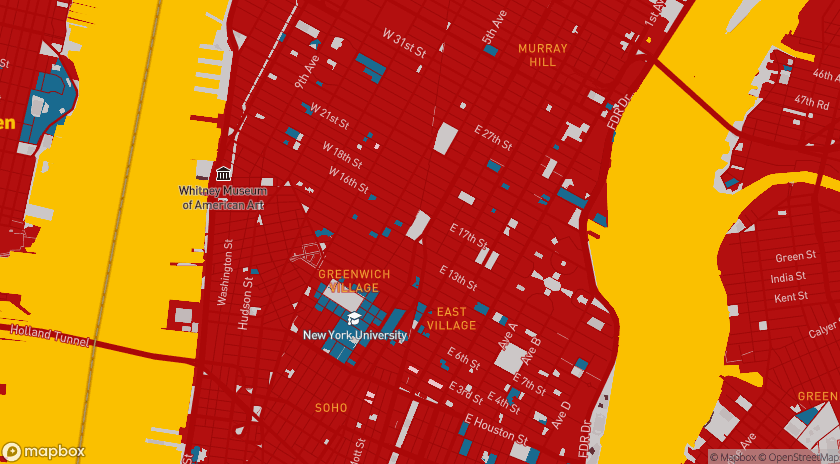 1st Ave
5th Ave
W 31st St
MURRAY
HILL
St
9th Ave
46th A
47th Rd
FDR Dr
W 21st St
en
E 27th St
W 18th St
W 16th St
Whitney Museum
of American Art
E 17th St
Washington St
Green St
GREENWICH
VILLAGE
E 13th St
India St
Hudson St
Kent St
EAST
VILLAGE
Calyer
Holland Tunnel
New York University
Ave A
Ave B
E 6th St
E 7th St
E 3rd St
E 4th St
GREEN
SOHO
Ave D
E Houston St
FDR Dr
Ave
St
ott St
mapbox
© Mapbox © OpenStreetMap